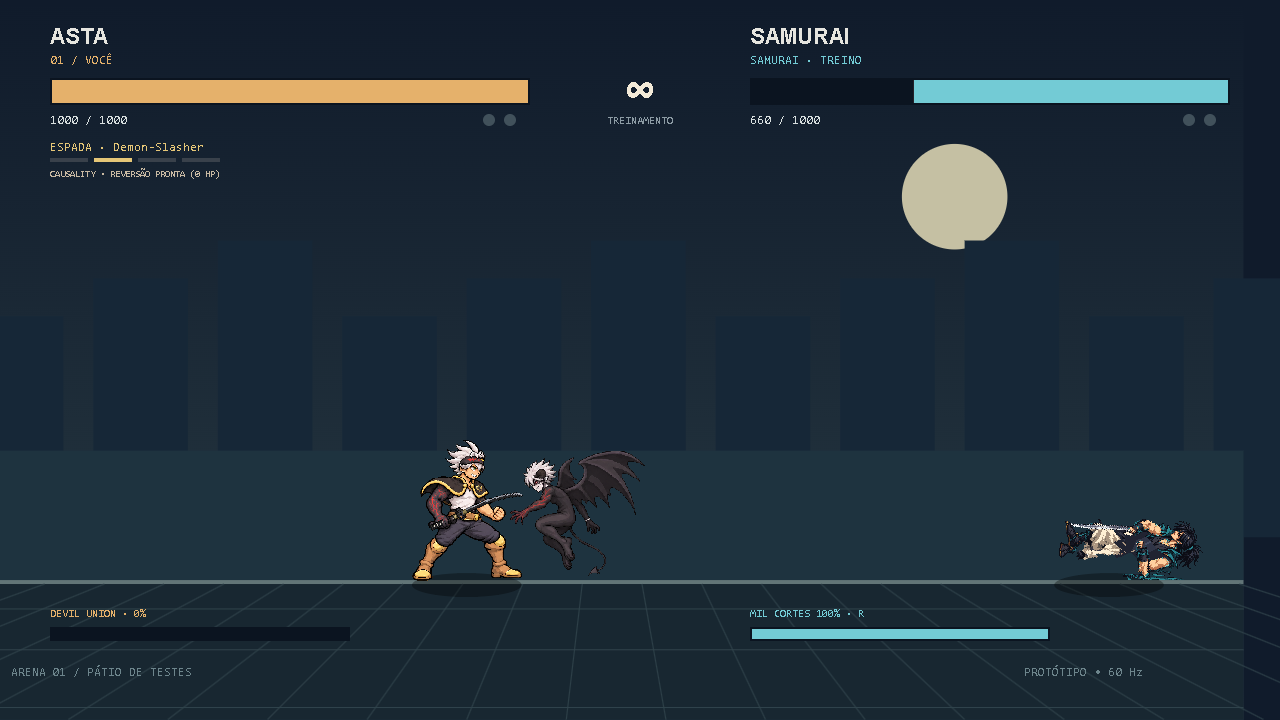 ASTA
01 / VOCÊ
1000 / 1000
ESPADA · Demon-Slasher
CAUSALITY · REVERSÃO PRONTA (0 HP)
∞
TREINAMENTO
SAMURAI
SAMURAI · TREINO
660 / 1000
DEVIL UNION · 0%
MIL CORTES 100% · R
ARENA 01 / PÁTIO DE TESTES
PROTÓTIPO • 60 Hz